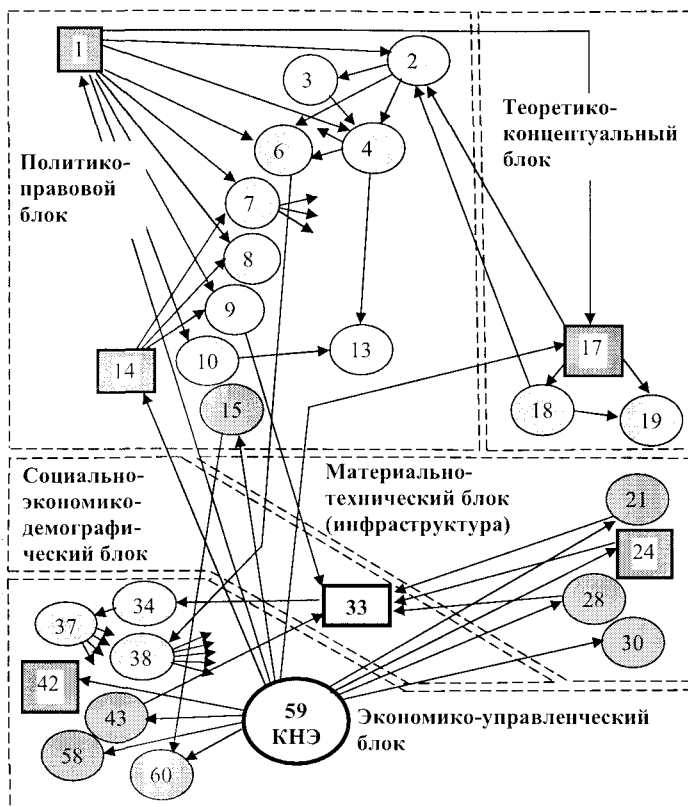 1
2
3
4
6
Теоретико-
концентуальный
блок
Политико-
правовой
блок
7
8
9
10
13
14
15
17
18
19
Социально-
экономико-
демографи-
ческий блок
Материально-
технический блок
(инфраструктура)
21
24
28
30
33
34
37
38
42
43
58
60
59
КНЭ
Экономико-управленческий
блок